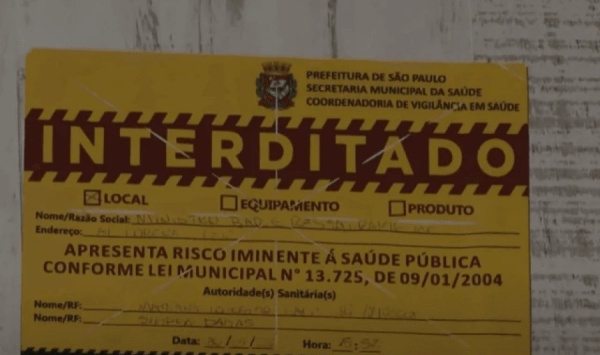 PREFEITURA DE SÃO PAULO
SECRETARIA MUNICIPAL DA SAÚDE
COORDENADORIA DE VIGILÂNCIA EM SAÚDE
INTERDITADO
LOCAL EQUIPAMENTO PRODUTO
Nome/Razão Social:
Endereço:
APRESENTA RISCO IMINENTE Á SAÚDE PÚBLICA
CONFORME LEI MUNICIPAL N° 13.725, DE 09/01/2004
Autoridade(s) Sanitária(s)
Nome/RF:
Nome/RF:
Data: Hora: